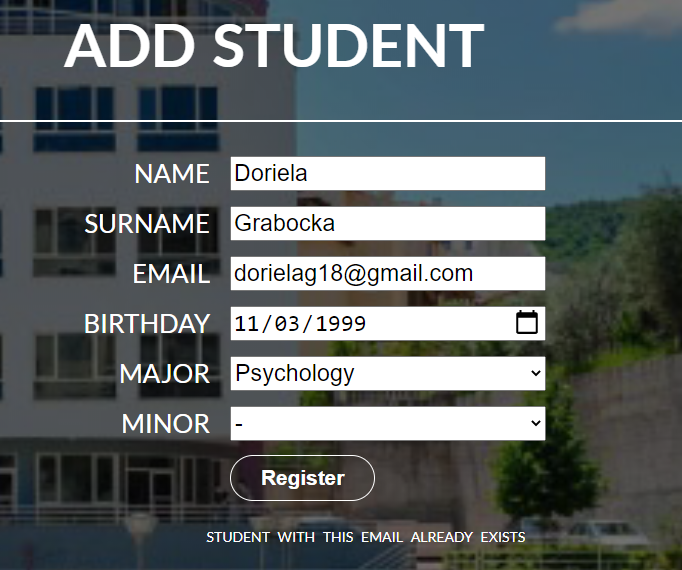 ADD STUDENT
NAME Doriela
SURNAME Grabocka
EMAIL dorielag18@gmail.com
BIRTHDAY 11/03/1999
MAJOR Psychology
MINOR -
Register
STUDENT WITH THIS EMAIL ALREADY EXISTS